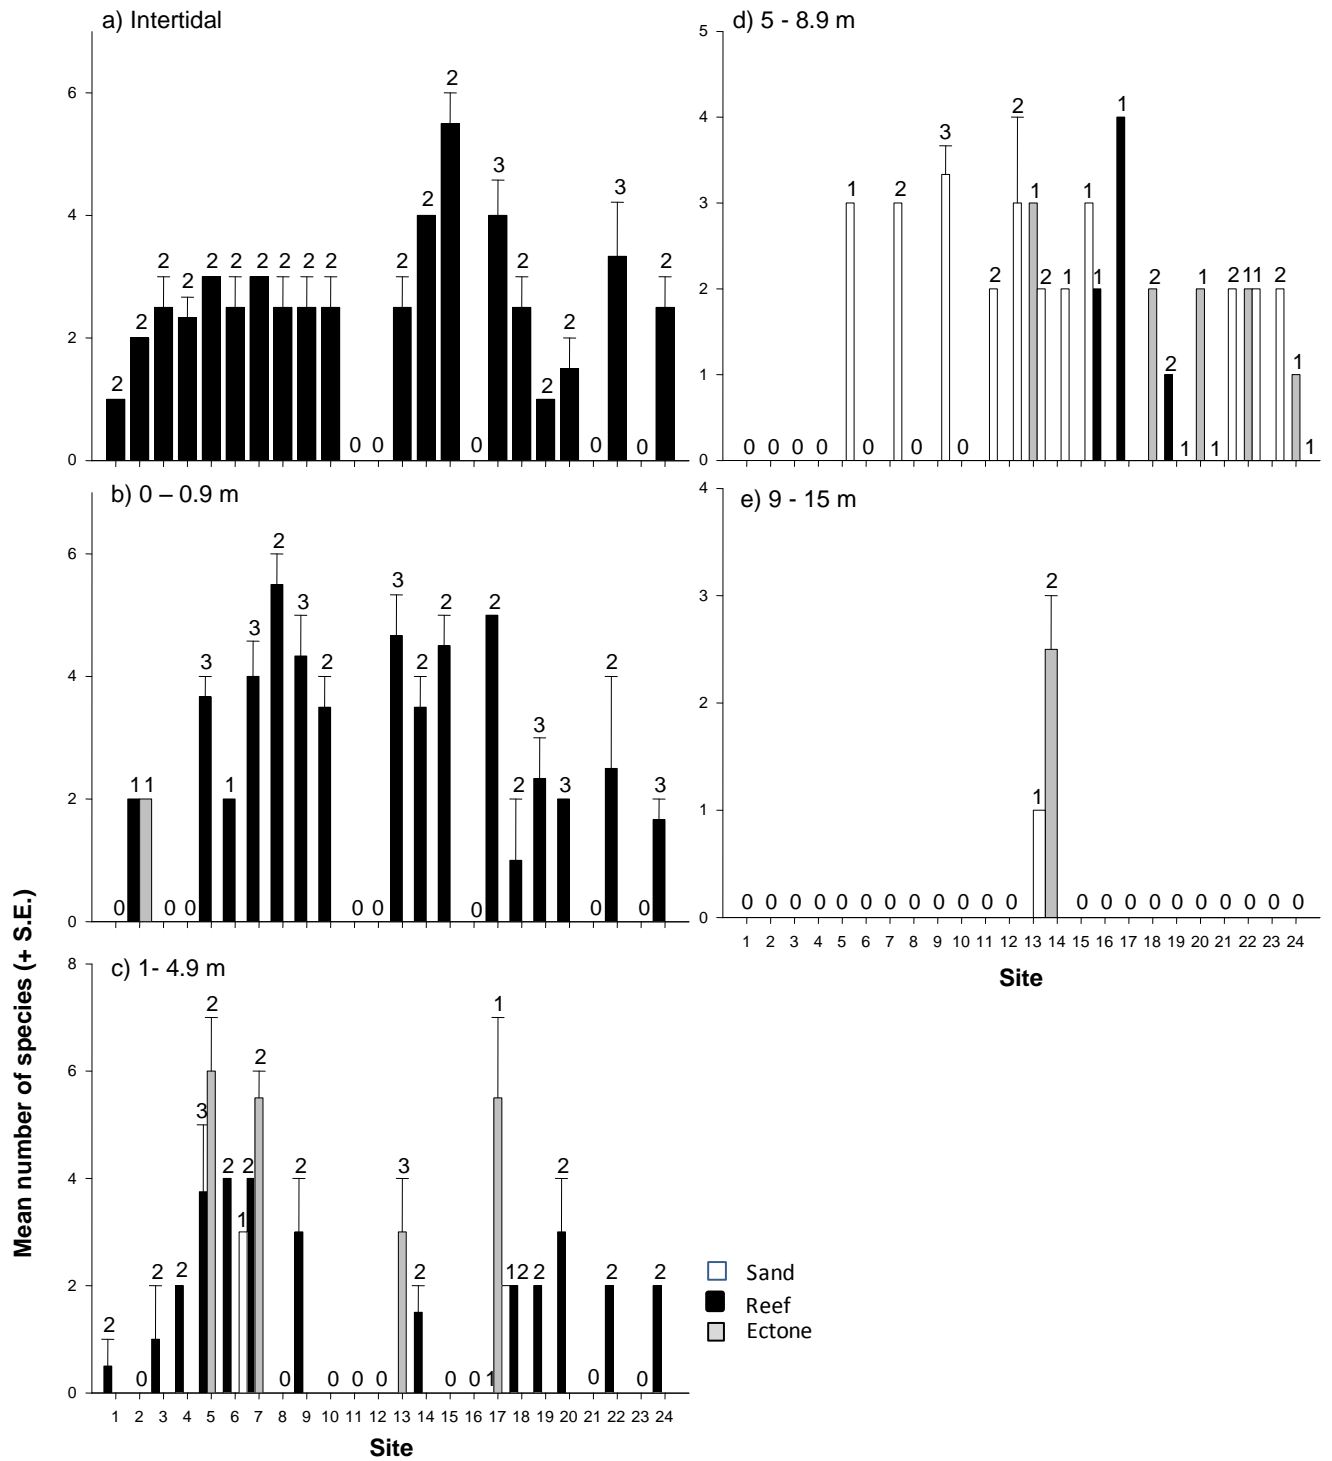 a) Intertidal
6
4
2
0
2 2 2 2 2 2 2 2 2 2 0 0 2 2 2 0 3 2 2 2 0 3 0 2
b) 0 – 0.9 m
6
4
2
0
0 1 1 0 0 3 1 3 2 3 2 0 0 3 2 2 0 2 2 3 3 0 2 0 3
c) 1- 4.9 m
8
6
4
2
0
2 0 2 2 3 2 2 1 2 2 0 2 0 0 0 3 2 0 0 1 1 1 2 2 2 0 2 0 2
1 2 3 4 5 6 7 8 9 10 11 12 13 14 15 16 17 18 19 20 21 22 23 24
Site
Mean number of species (+ S.E.)
d) 5 - 8.9 m
5
4
3
2
1
0
0 0 0 0 1 0 2 0 3 0 2 2 1 2 1 1 1 1 2 2 1 1 1 2 1 1 2 1 1
e) 9 - 15 m
4
3
2
1
0
0 0 0 0 0 0 0 0 0 0 0 0 1 2 0 0 0 0 0 0 0 0 0 0
1 2 3 4 5 6 7 8 9 10 11 12 13 14 15 16 17 18 19 20 21 22 23 24
Site
Sand
Reef
Ectone